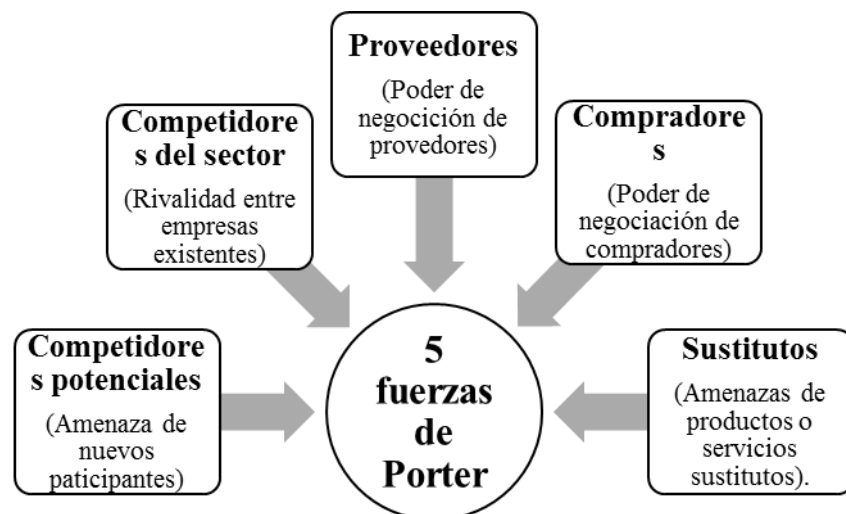 Proveedores
(Poder de
negocición de
provedores)
Competidore
s del sector
(Rivalidad entre
empresas
existentes)
Compradore
s
(Poder de
negociación de
compradores)
Competidore
s potenciales
(Amenaza de
nuevos
paticipantes)
5
fuerzas
de
Porter
Sustitutos
(Amenazas de
productos o
servicios
sustitutos).